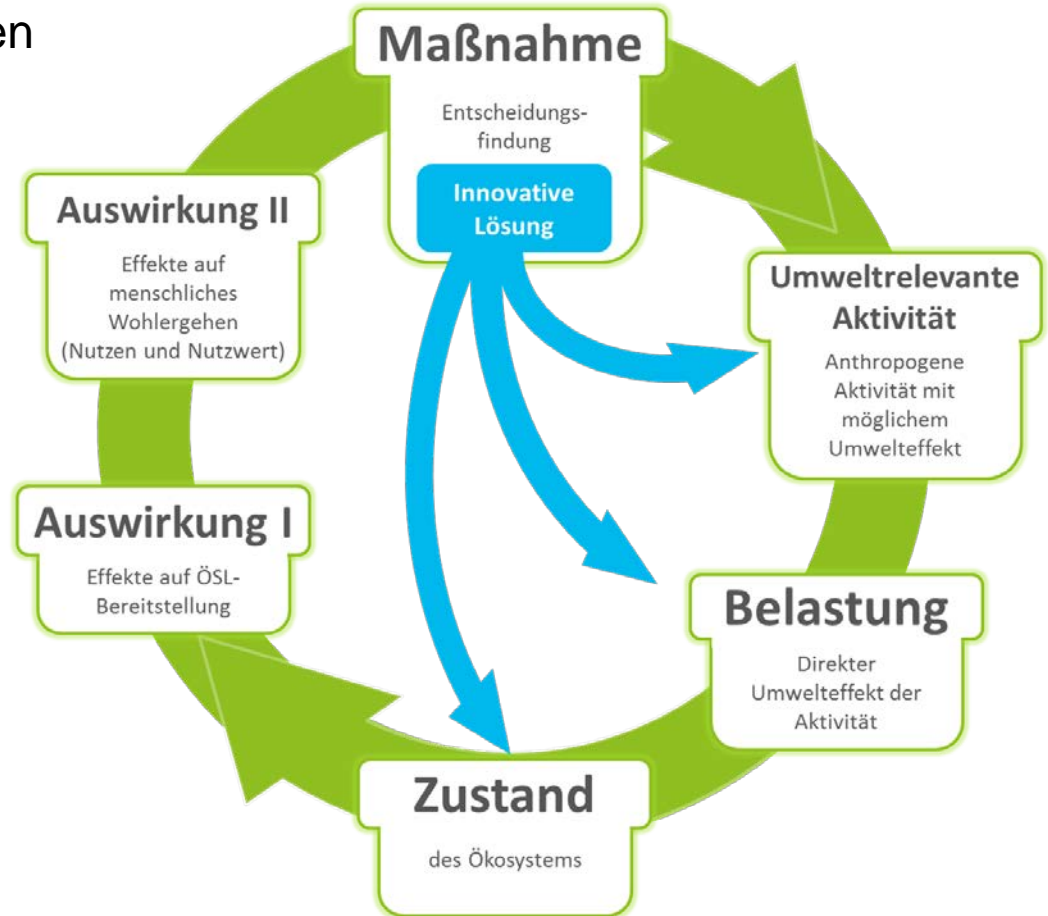 en
Maßnahme
Entscheidungs-
findung
Innovative
Lösung
Umweltrelevante
Aktivität
Anthropogene
Aktivität mit
möglichem
Umwelteffekt
Belastung
Direkter
Umwelteffekt der
Aktivität
Zustand
des Ökosystems
Auswirkung I
Effekte auf ÖSL-
Bereitstellung
Auswirkung II
Effekte auf
menschliches
Wohlergehen
(Nutzen und Nutzwert)